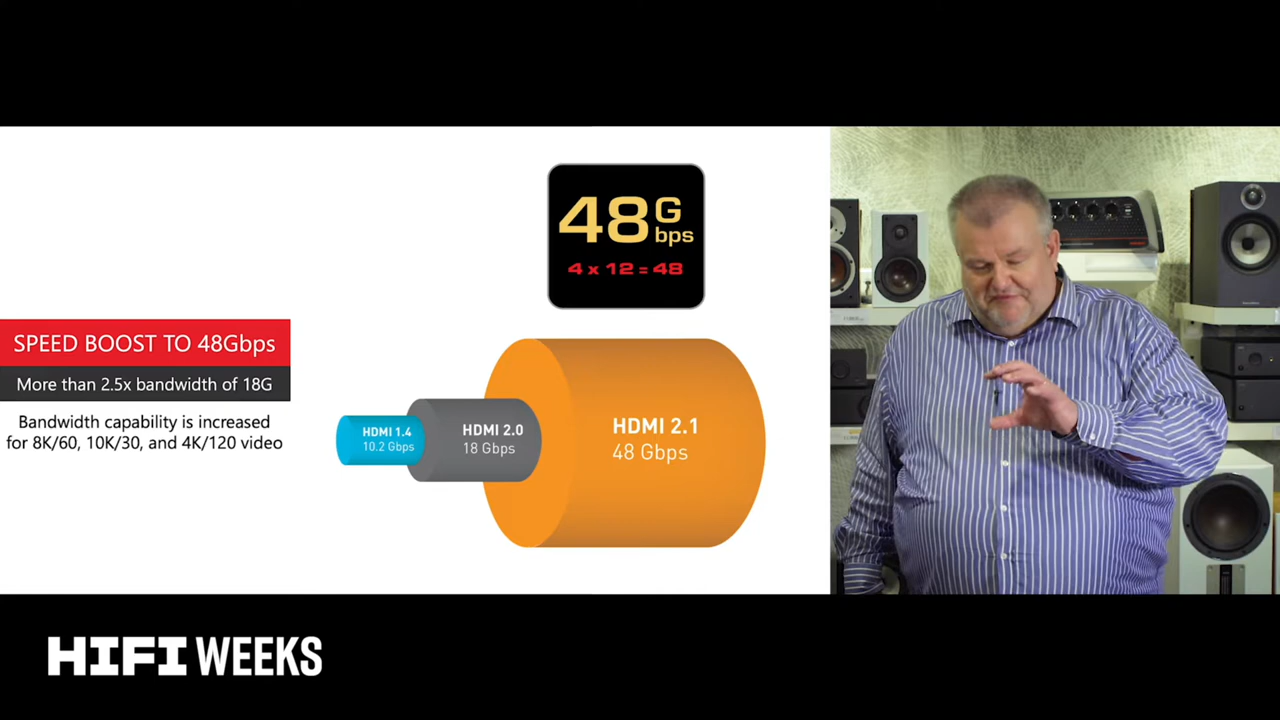 48G
bps
4 x 12 = 48
SPEED BOOST TO 48Gbps
More than 2.5x bandwidth of 18G
Bandwidth capability is increased
for 8K/60, 10K/30, and 4K/120 video
HDMI 1.4
10.2 Gbps
HDMI 2.0
18 Gbps
HDMI 2.1
48 Gbps
HIFI WEEKS